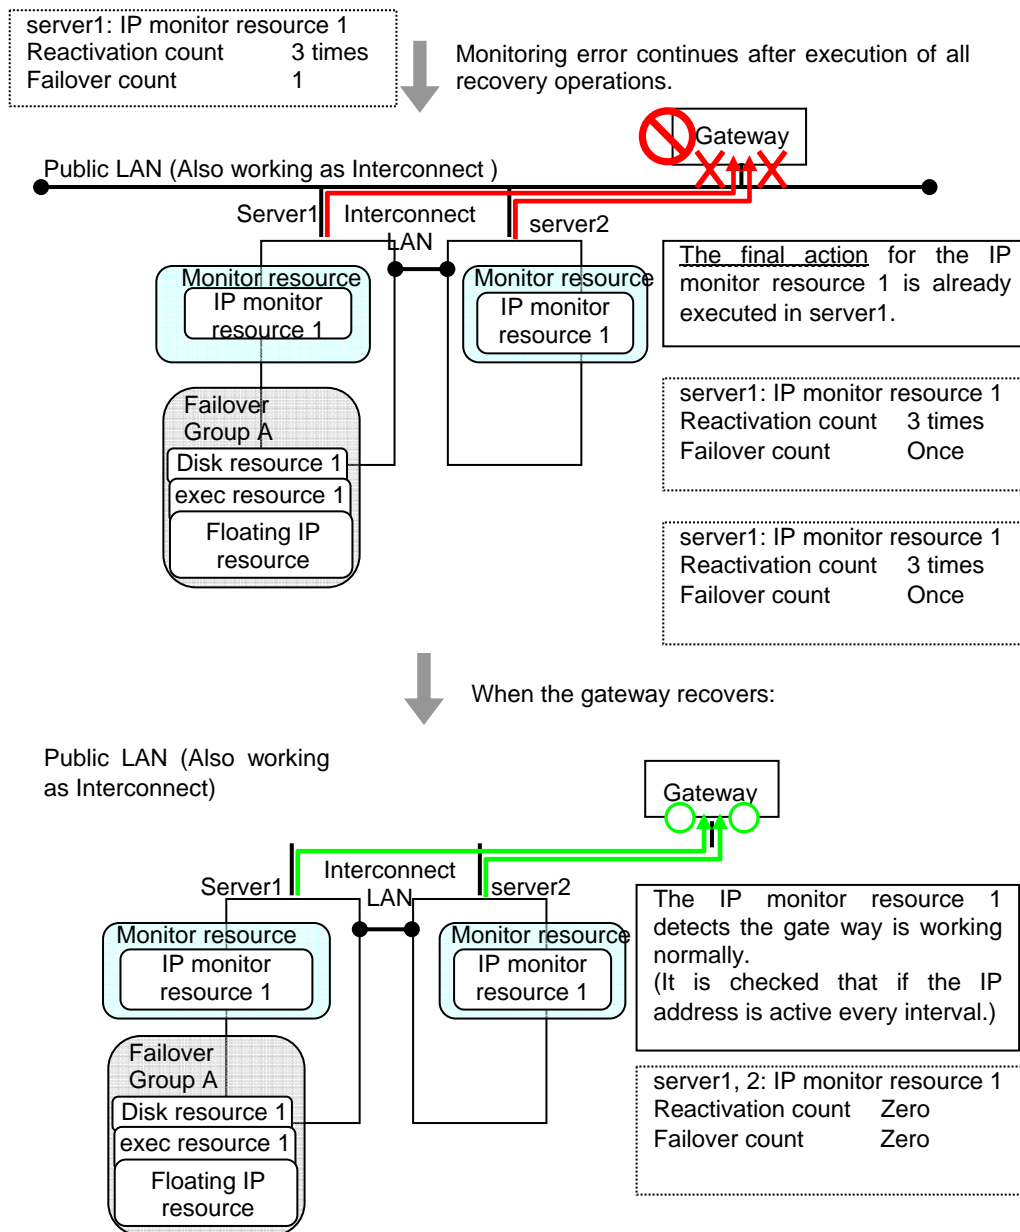 server1: IP monitor resource 1
Reactivation count 3 times
Failover count 1
Monitoring error continues after execution of all
recovery operations.
Gateway
Public LAN (Also working as Interconnect )
Server1
Interconnect
LAN
server2
Monitor resource
IP monitor
resource 1
Monitor resource
IP monitor
resource 1
The final action for the IP
monitor resource 1 is already
executed in server1.
Failover
Group A
Disk resource 1
exec resource 1
Floating IP
resource
server1: IP monitor resource 1
Reactivation count 3 times
Failover count Once
server1: IP monitor resource 1
Reactivation count 3 times
Failover count Once
When the gateway recovers:
Public LAN (Also working
as Interconnect)
Gateway
Server1
Interconnect
LAN
server2
Monitor resource
IP monitor
resource 1
Monitor resource
IP monitor
resource 1
The IP monitor resource 1
detects the gate way is working
normally.
(It is checked that if the IP
address is active every interval.)
Failover
Group A
Disk resource 1
exec resource 1
Floating IP
resource
server1, 2: IP monitor resource 1
Reactivation count Zero
Failover count Zero